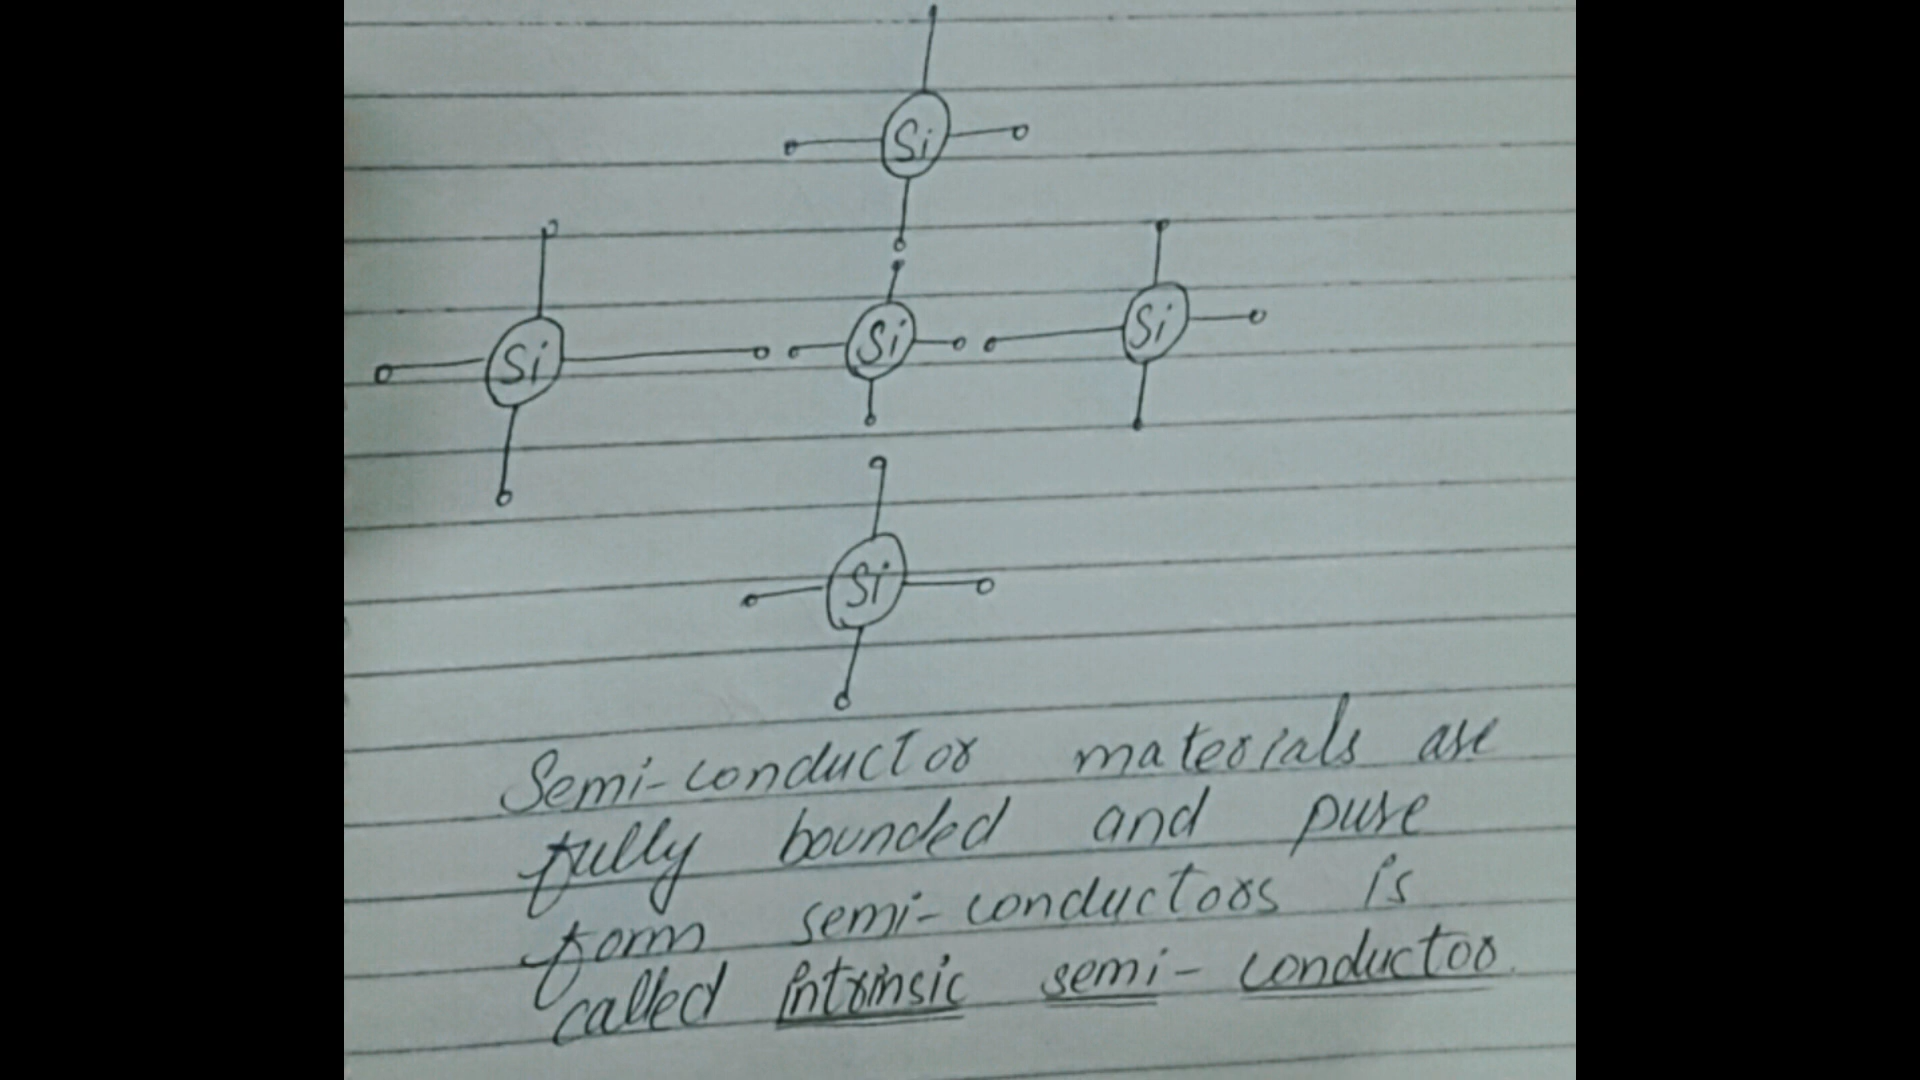 Si
Si Si Si
Si
Semi-conductor materials are
fully bounded and pure
form semi-conductors is
called intrinsic semi-conductor.